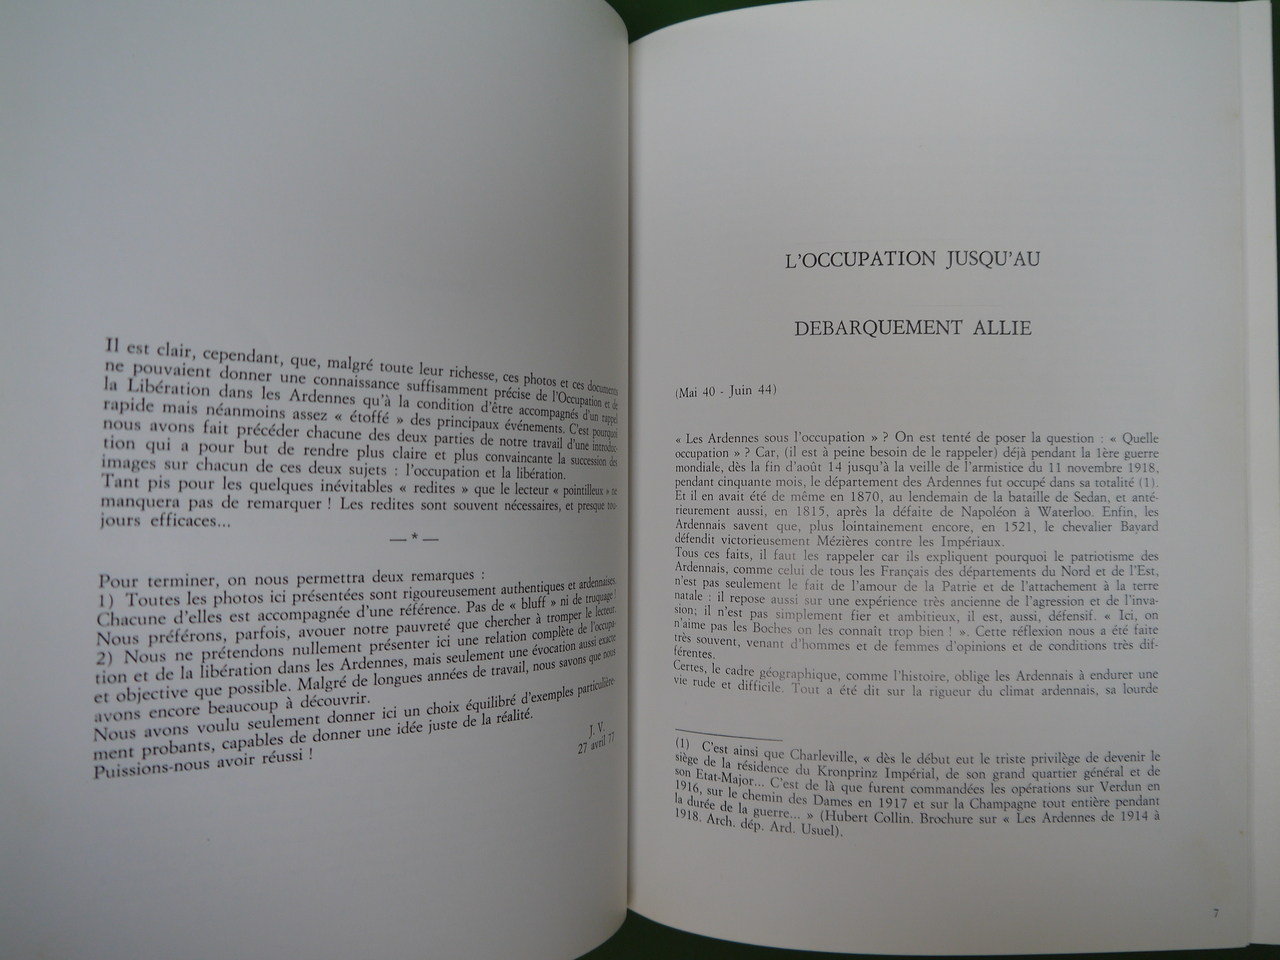 Il est clair, cependant, que, malgré toute leur richesse, ces photos et ces documents
ne pouvaient donner une connaissance suffisamment précise de l'Occupation et de
la Libération dans les Ardennes qu'à la condition d'être accompagnés d'un rappel
rapide mais néanmoins assez « étoffé » des principaux événements. C'est pourquoi
nous avons fait précéder chacune des deux parties de notre travail d'une introduc-
tion qui a pour but de rendre plus claire et plus convaincante la succession des
images sur chacun de ces deux sujets : l'occupation et la libération.
Tant pis pour les quelques inévitables « redites » que le lecteur « pointilleux » ne
manquera pas de remarquer ! Les redites sont souvent nécessaires, et presque tou-
jours efficaces...
— * —
Pour terminer, on nous permettra deux remarques :
1) Toutes les photos ici présentées sont rigoureusement authentiques et ardennaises.
Chacune d'elles est accompagnée d'une référence. Pas de « bluff » ni de truquage !
Nous préférons, parfois, avouer notre pauvreté que chercher à tromper le lecteur.
2) Nous ne prétendons nullement présenter ici une relation complète de l'occupa-
tion et de la libération dans les Ardennes, mais seulement une évocation aussi exacte
et objective que possible. Malgré de longues années de travail, nous savons que nous
avons encore beaucoup à découvrir.
Nous avons voulu seulement donner ici un choix équilibré d'exemples particulière-
ment probants, capables de donner une idée juste de la réalité.
Puissions-nous avoir réussi !
J. V.
27 avril 77
L'OCCUPATION JUSQU'AU
DEBARQUEMENT ALLIE
(Mai 40 - Juin 44)
« Les Ardennes sous l'occupation » ? On est tenté de poser la question : « Quelle
occupation » ? Car, (il est à peine besoin de le rappeler) déjà pendant la 1ère guerre
mondiale, dès la fin d'août 14 jusqu'à la veille de l'armistice du 11 novembre 1918,
pendant cinquante mois, le département des Ardennes fut occupé dans sa totalité (1).
Et il en avait été de même en 1870, au lendemain de la bataille de Sedan, et anté-
rieurement aussi, en 1815, après la défaite de Napoléon à Waterloo. Enfin, les
Ardennais savent que, plus lointainement encore, en 1521, le chevalier Bayard
défendit victorieusement Mézières contre les Impériaux.
Tous ces faits, il faut les rappeler car ils expliquent pourquoi le patriotisme des
Ardennais, comme celui de tous les Français des départements du Nord et de l'Est,
n'est pas seulement le fait de l'amour de la Patrie et de l'attachement à la terre
natale : il repose aussi sur une expérience très ancienne de l'agression et de l'inva-
sion; il n'est pas simplement fier et ambitieux, il est, aussi, défensif. « Ici, on
n'aime pas les Boches on les connaît trop bien ! ». Cette réflexion nous a été faite
très souvent, venant d'hommes et de femmes d'opinions et de conditions très dif-
férentes.
Certes, le cadre géographique, comme l'histoire, oblige les Ardennais à endurer une
vie rude et difficile. Tout a été dit sur la rigueur du climat ardennais, sa lourde
(1) C'est ainsi que Charleville, « dès le début eut le triste privilège de devenir le
siège de la résidence du Kronprinz Impérial, de son grand quartier général et de
son Etat-Major... C'est de là que furent commandées les opérations sur Verdun en
1916, sur le chemin des Dames en 1917 et sur la Champagne tout entière pendant
la durée de la guerre... » (Hubert Collin. Brochure sur « Les Ardennes de 1914 à
1918. Arch. dép. Ard. Usuel).
7